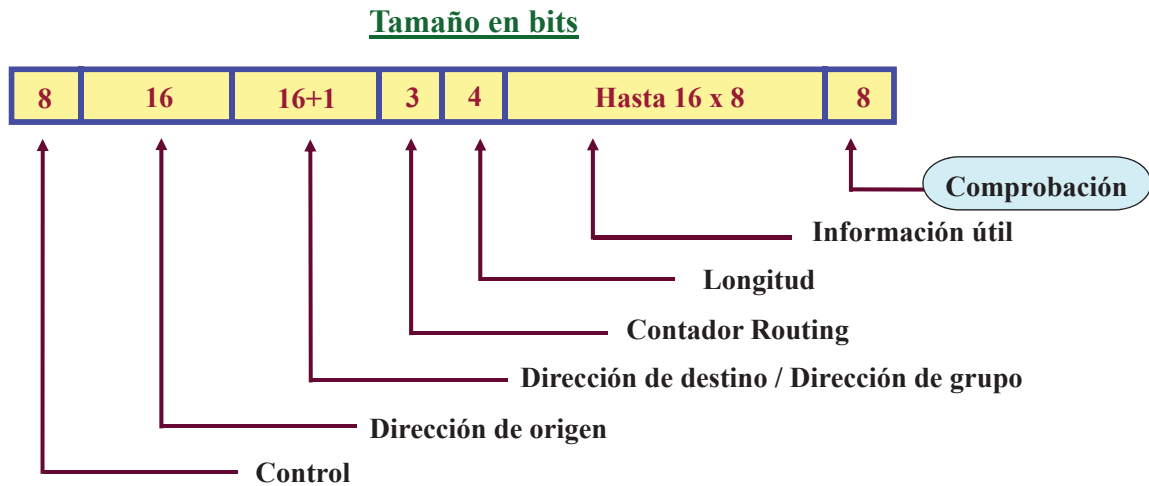 Tamaño en bits
8 16 16+1 3 4 Hasta 16 x 8 8
Comprobación
Información útil
Longitud
Contador Routing
Dirección de destino / Dirección de grupo
Dirección de origen
Control